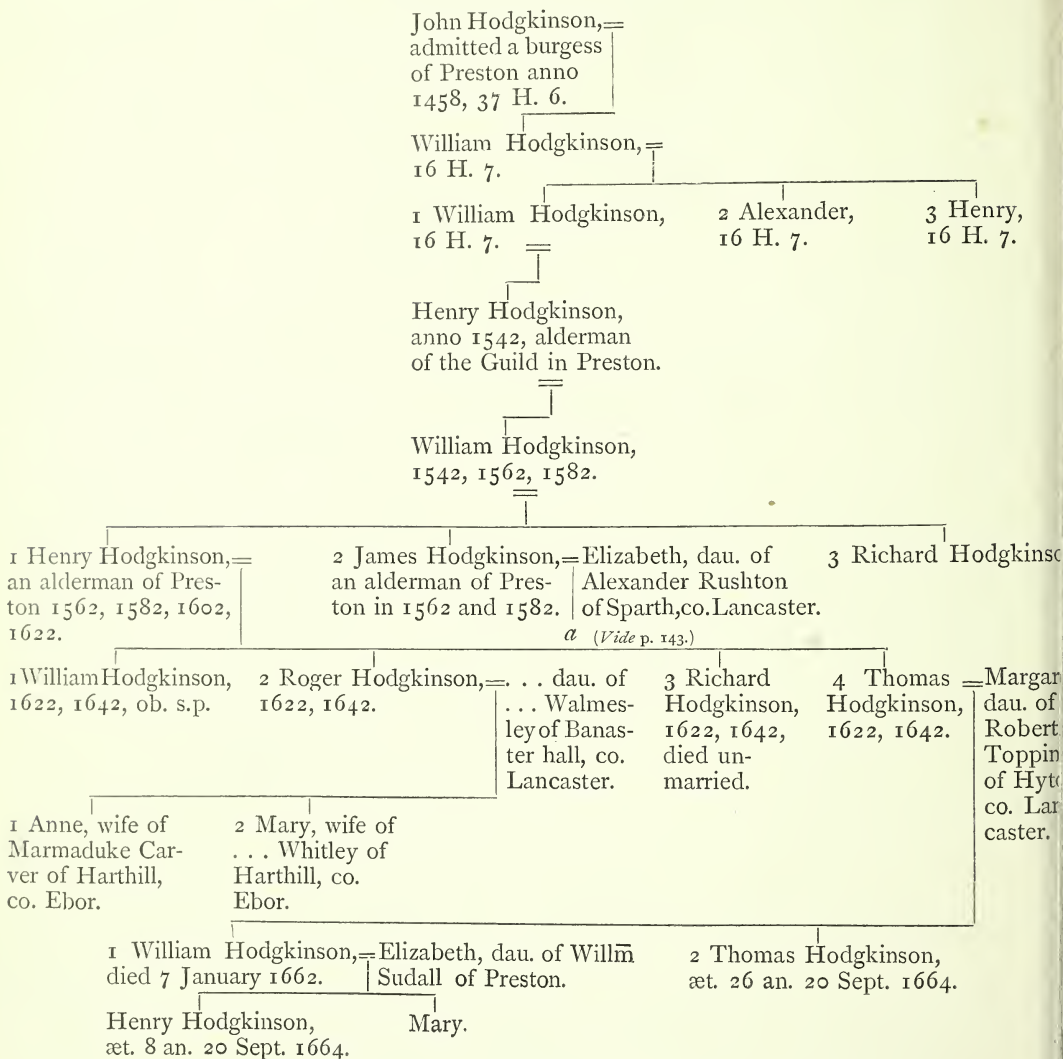 John Hodgkinson,=
admitted a burgess
of Preston anno
1458, 37 H. 6.
William Hodgkinson,=
16 H. 7.
1 William Hodgkinson,
16 H. 7. =
2 Alexander,
16 H. 7.
3 Henry,
16 H. 7.
Henry Hodgkinson,
anno 1542, alderman
of the Guild in Preston.
=
William Hodgkinson,
1542, 1562, 1582.
=
1 Henry Hodgkinson,=
an alderman of Pres-
ton 1562, 1582, 1602,
1622.
2 James Hodgkinson,=
an alderman of Pres-
ton in 1562 and 1582.
Elizabeth, dau. of
Alexander Rushton
of Sparth, co. Lancaster.
a (Vide p. 143.)
3 Richard Hodgkinso
1 William Hodgkinson,
1622, 1642, ob. s.p.
2 Roger Hodgkinson,=
1622, 1642.
. . . dau. of
. . . Walmes-
ley of Banas-
ter hall, co.
Lancaster.
3 Richard
Hodgkinson,
1622, 1642,
died un-
married.
4 Thomas =
Hodgkinson,
1622, 1642.
Margar
dau. of
Robert
Toppin
of Hyt
co. Lan
caster.
1 Anne, wife of
Marmaduke Car-
ver of Harthill,
co. Ebor.
2 Mary, wife of
. . . Whitley of
Harthill, co.
Ebor.
1 William Hodgkinson,=
died 7 January 1662.
Elizabeth, dau. of Willm̄
Sudall of Preston.
2 Thomas Hodgkinson,
æt. 26 an. 20 Sept. 1664.
Henry Hodgkinson,
æt. 8 an. 20 Sept. 1664.
Mary.